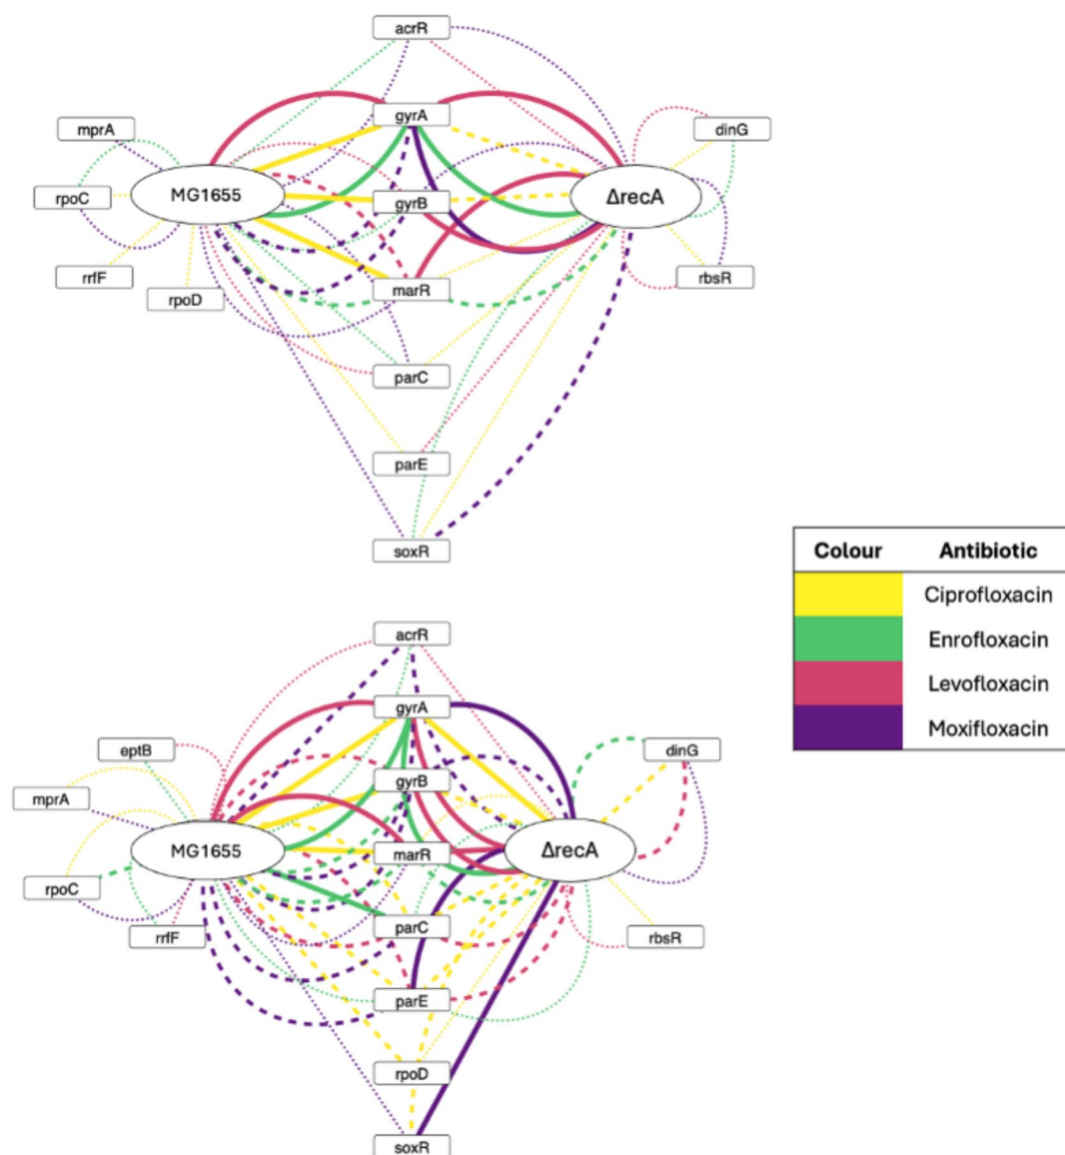 acrR
gyrA
mprA
dinG
MG1655
ΔrecA
rpoC
gyrB
rrfF
rbsR
rpoD
marR
parC
parE
soxR
Colour Antibiotic
Ciprofloxacin
Enrofloxacin
Levofloxacin
Moxifloxacin
acrR
gyrA
eptB
dinG
gyrB
mprA
MG1655
marR
ΔrecA
rpoC
parC
rrfF
rbsR
parE
rpoD
soxR